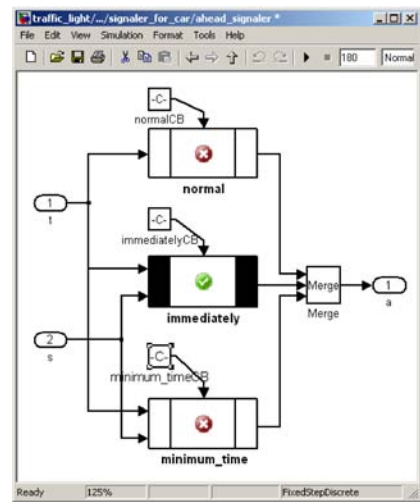 traffic_light/.../signaler_for_car/ahead_signaler *
File Edit View Simulation Format Tools Help
180 Normal
-C-
normalCB
normal
1
t
-C-
immediatelyCB
immediately
Merge
Merge
1
a
2
s
-C-
minimum_timeCB
minimum_time
Ready 125% FixedStepDiscrete